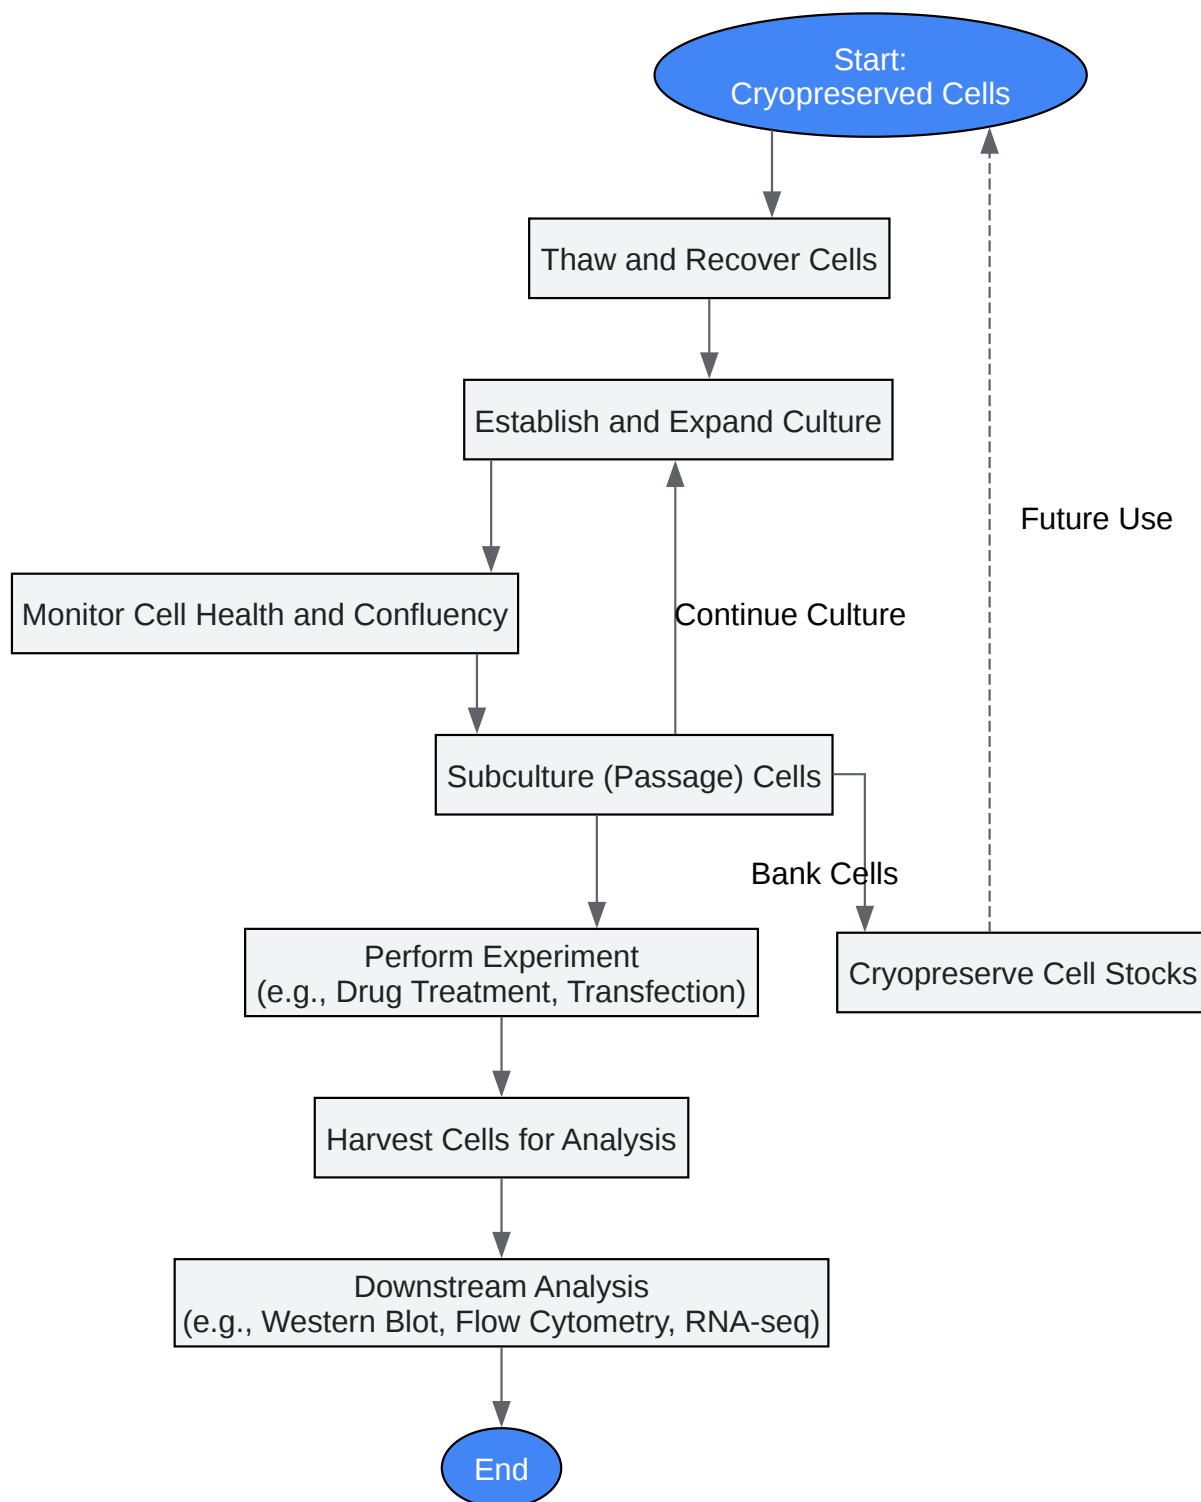 Start:
Cryopreserved Cells
Thaw and Recover Cells
Establish and Expand Culture
Future Use
Monitor Cell Health and Confluency
Continue Culture
Subculture (Passage) Cells
Bank Cells
Perform Experiment
(e.g., Drug Treatment, Transfection)
Cryopreserve Cell Stocks
Harvest Cells for Analysis
Downstream Analysis
(e.g., Western Blot, Flow Cytometry, RNA-seq)
End